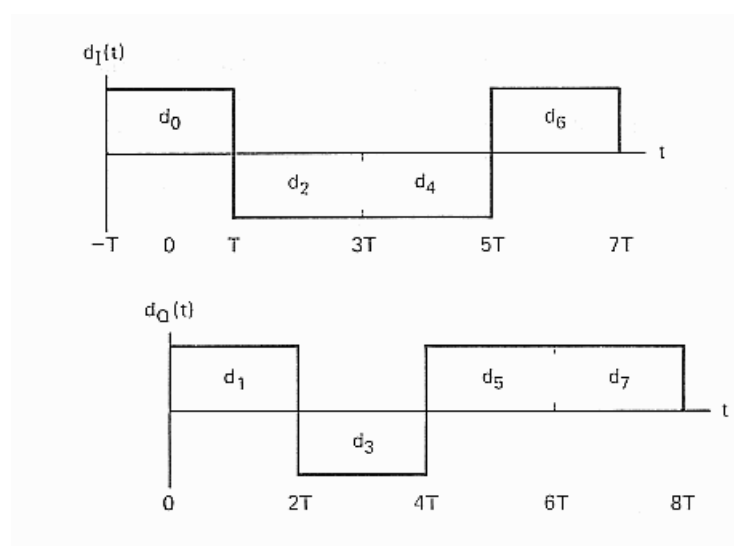 d_I(t)
d_0 d_6
t
d_2 d_4
−T 0 T 3T 5T 7T
d_Q(t)
d_1 d_5 d_7
t
d_3
0 2T 4T 6T 8T